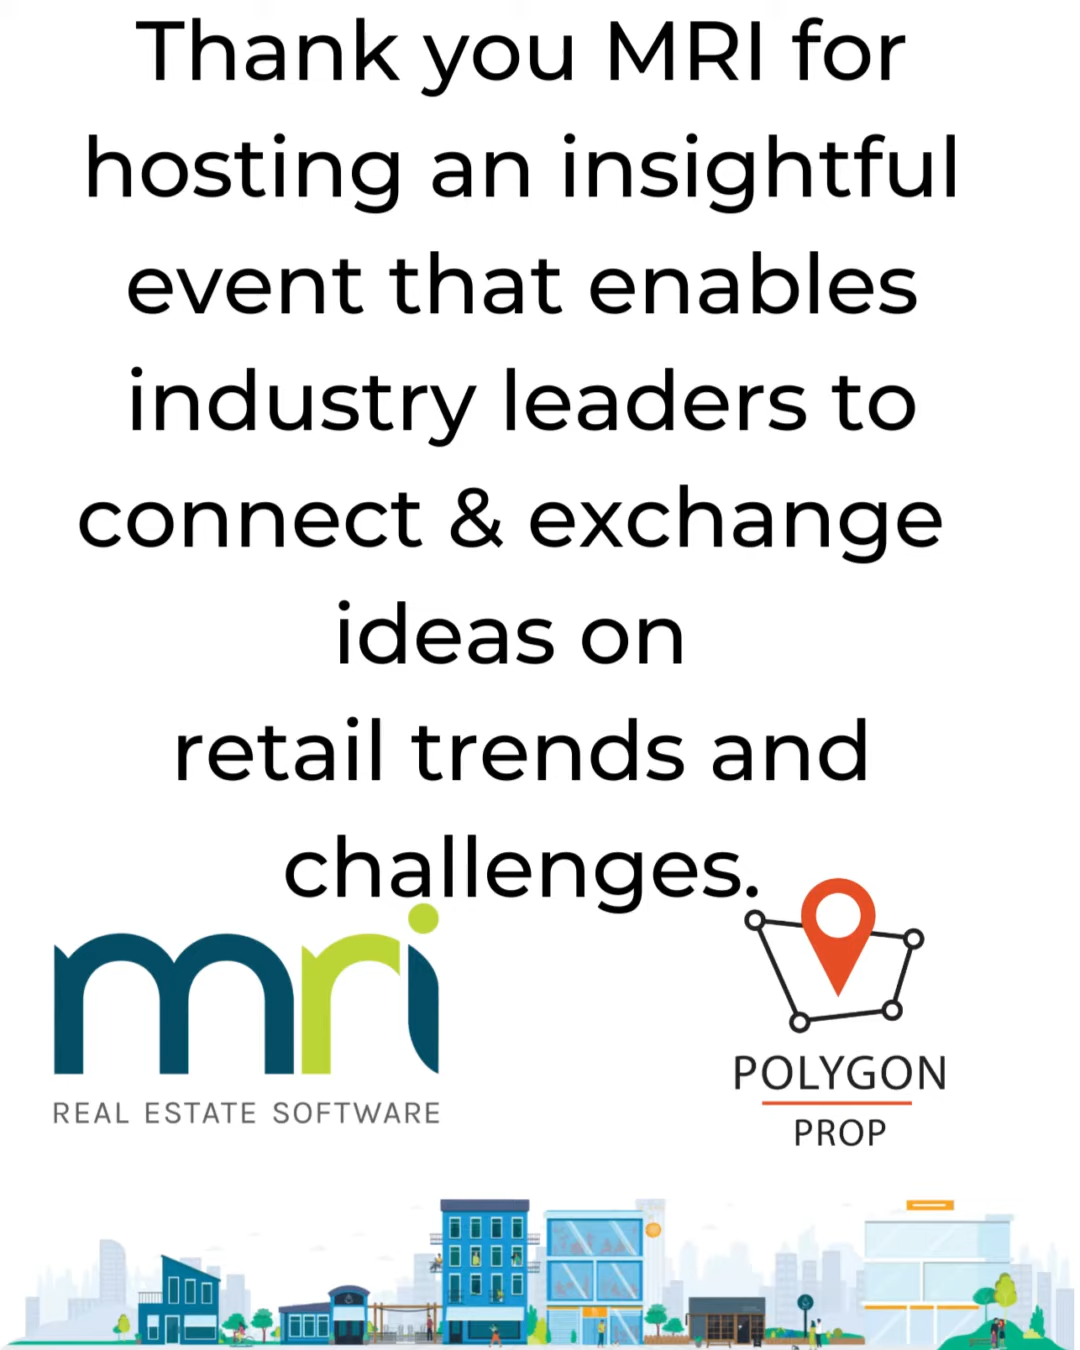 Thank you MRI for
hosting an insightful
event that enables
industry leaders to
connect & exchange
ideas on
retail trends and
challenges.
mri
REAL ESTATE SOFTWARE
POLYGON
PROP